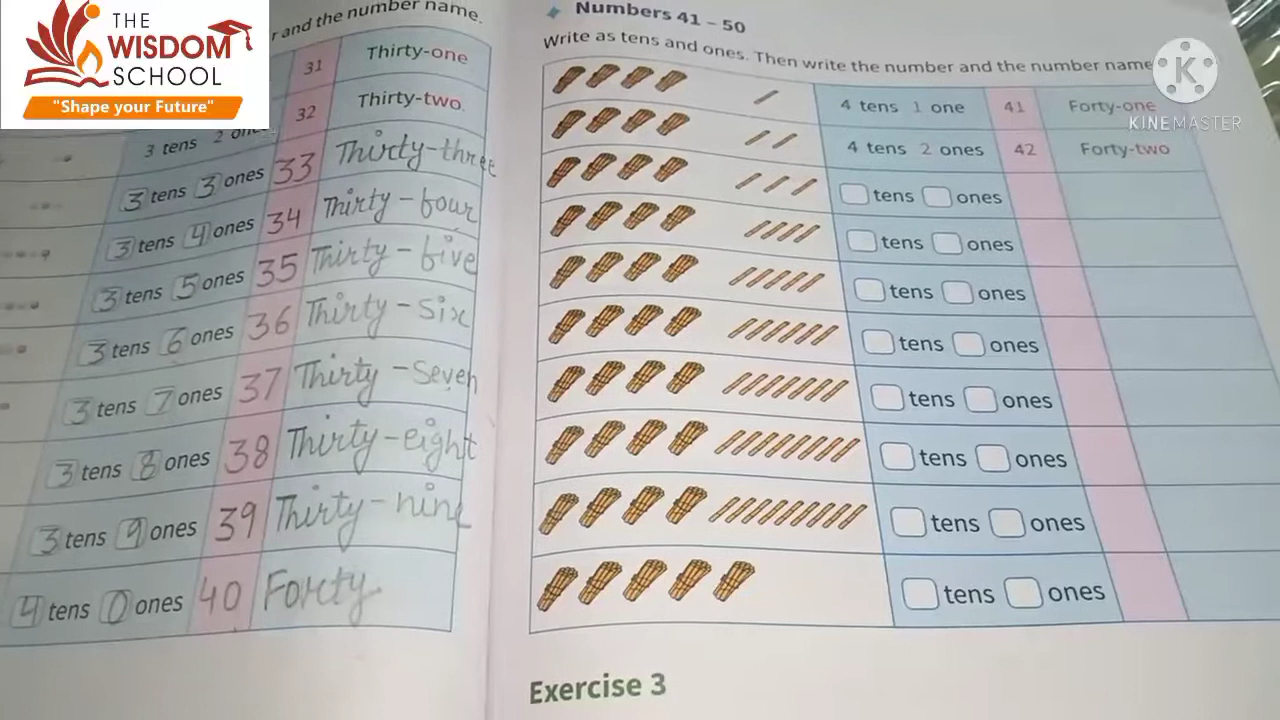 THE
WISDOM
SCHOOL
"Shape your Future"
r and the number name.
31 Thirty-one
3 tens 2 32 Thirty-two
3 tens 3 ones 33 Thirty-three
3 tens 4 ones 34 Thirty-four
3 tens 5 ones 35 Thirty-five
3 tens 6 ones 36 Thirty-six
3 tens 7 ones 37 Thirty-seven
3 tens 8 ones 38 Thirty-eight
3 tens 9 ones 39 Thirty-nine
4 tens 0 ones 40 Forty
Numbers 41 – 50
Write as tens and ones. Then write the number and the number name
4 tens 1 one 41 Forty-one
4 tens 2 ones 42 Forty-two
tens ones
tens ones
tens ones
tens ones
tens ones
tens ones
tens ones
tens ones
Exercise 3
K
KINEMASTER